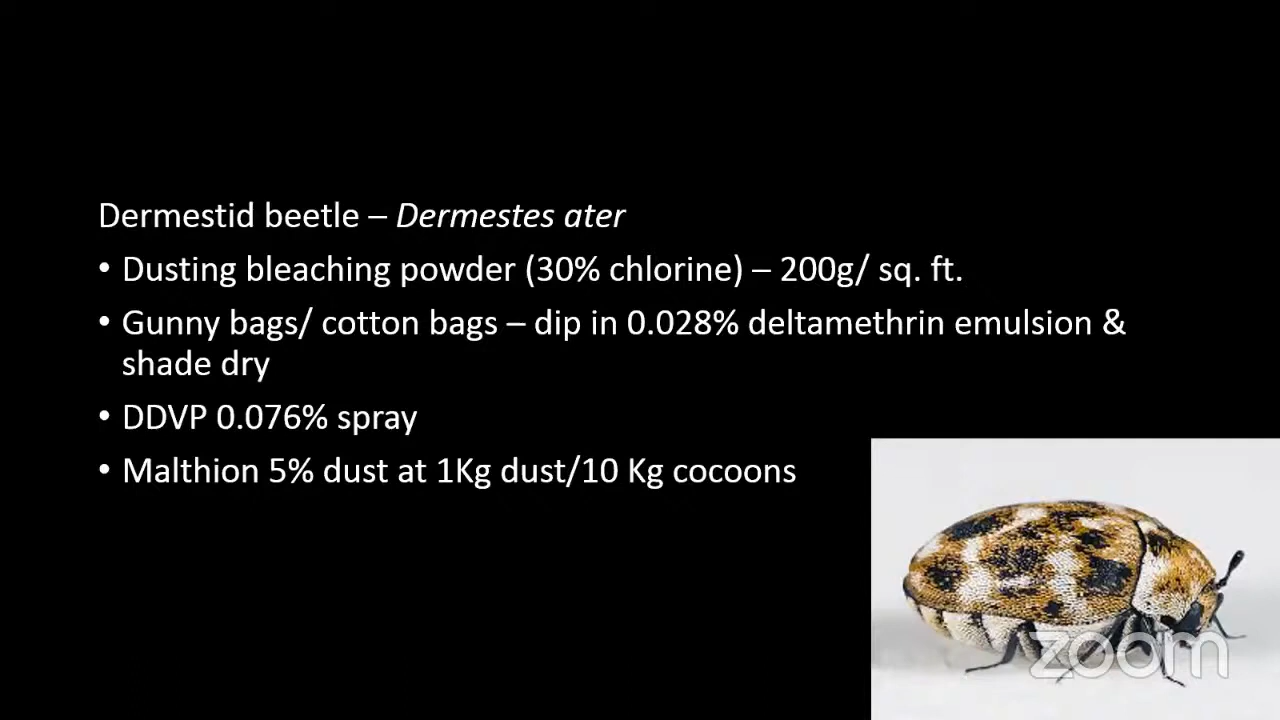 Dermestid beetle – Dermestes ater
• Dusting bleaching powder (30% chlorine) – 200g/ sq. ft.
• Gunny bags/ cotton bags – dip in 0.028% deltamethrin emulsion &
shade dry
• DDVP 0.076% spray
• Malthion 5% dust at 1Kg dust/10 Kg cocoons
zoom